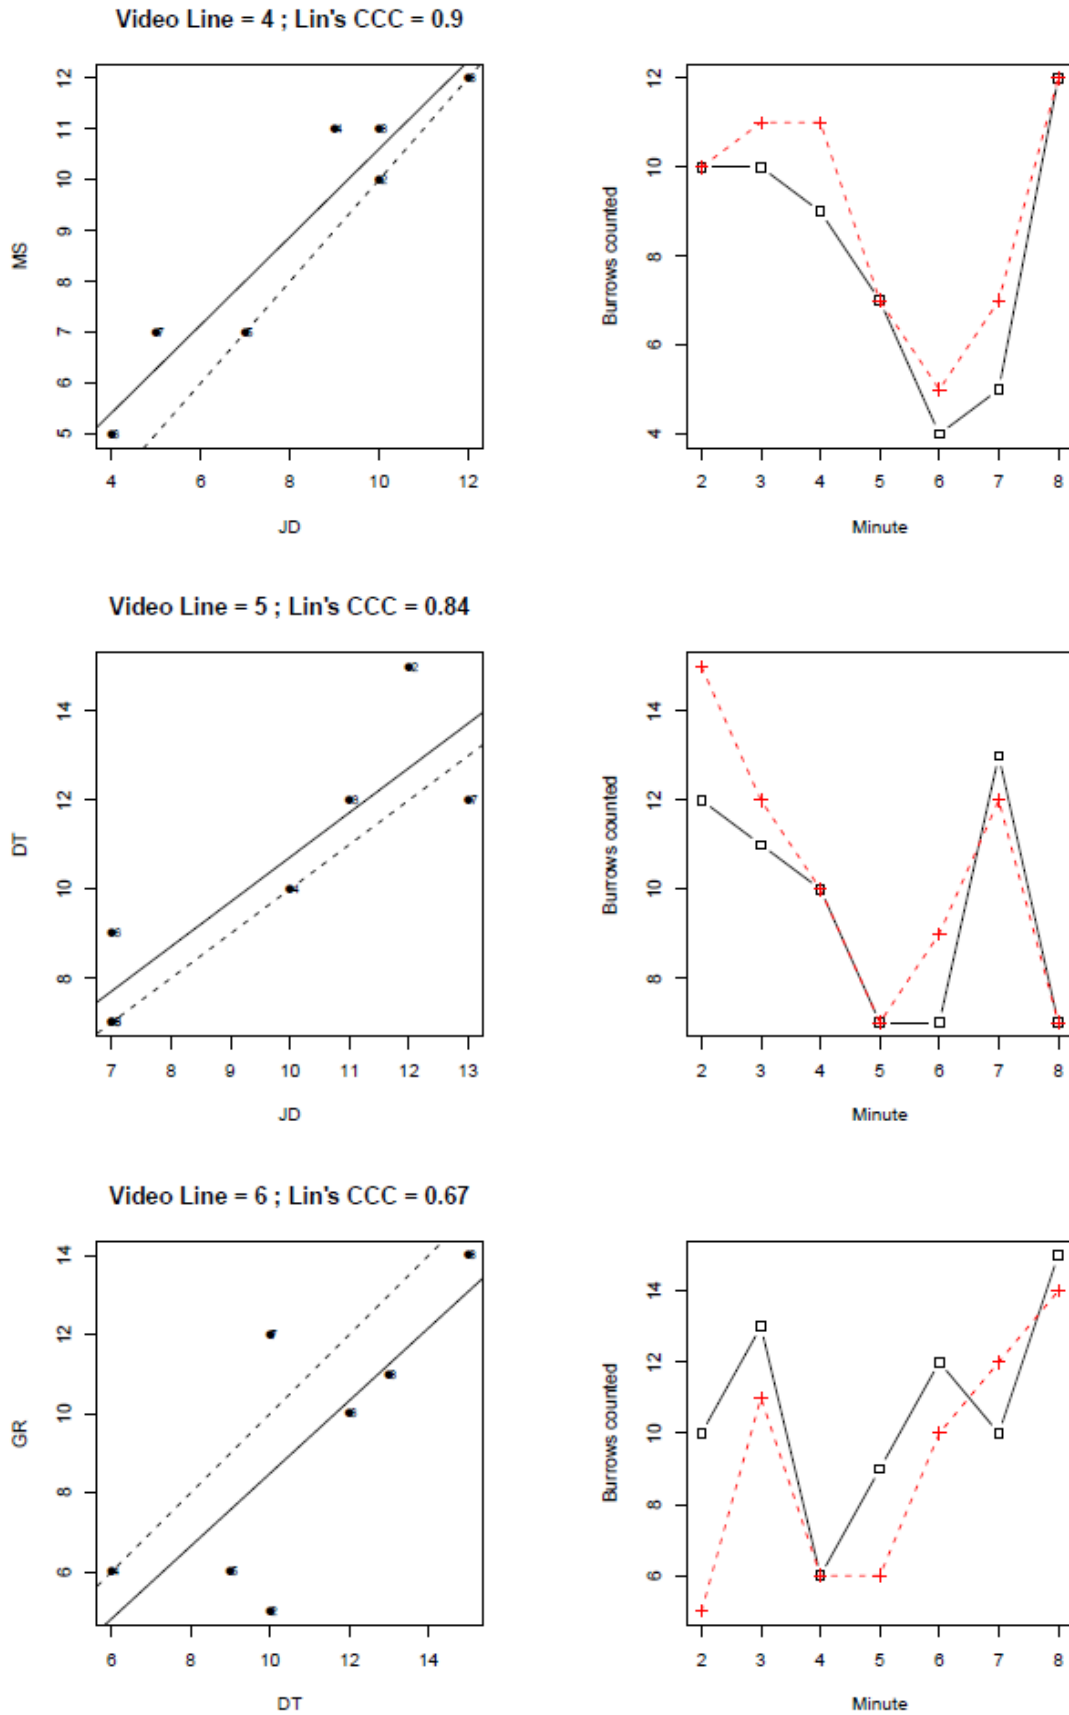 Video Line = 4 ; Lin's CCC = 0.9
12
11
10
9
8
7
6
5
MS
4 6 8 10 12
JD
12
10
8
6
4
Burrows counted
2 3 4 5 6 7 8
Minute
Video Line = 5 ; Lin's CCC = 0.84
14
12
10
8
DT
7 8 9 10 11 12 13
JD
14
12
10
8
Burrows counted
2 3 4 5 6 7 8
Minute
Video Line = 6 ; Lin's CCC = 0.67
14
12
10
8
6
GR
6 8 10 12 14
DT
14
12
10
8
6
Burrows counted
2 3 4 5 6 7 8
Minute